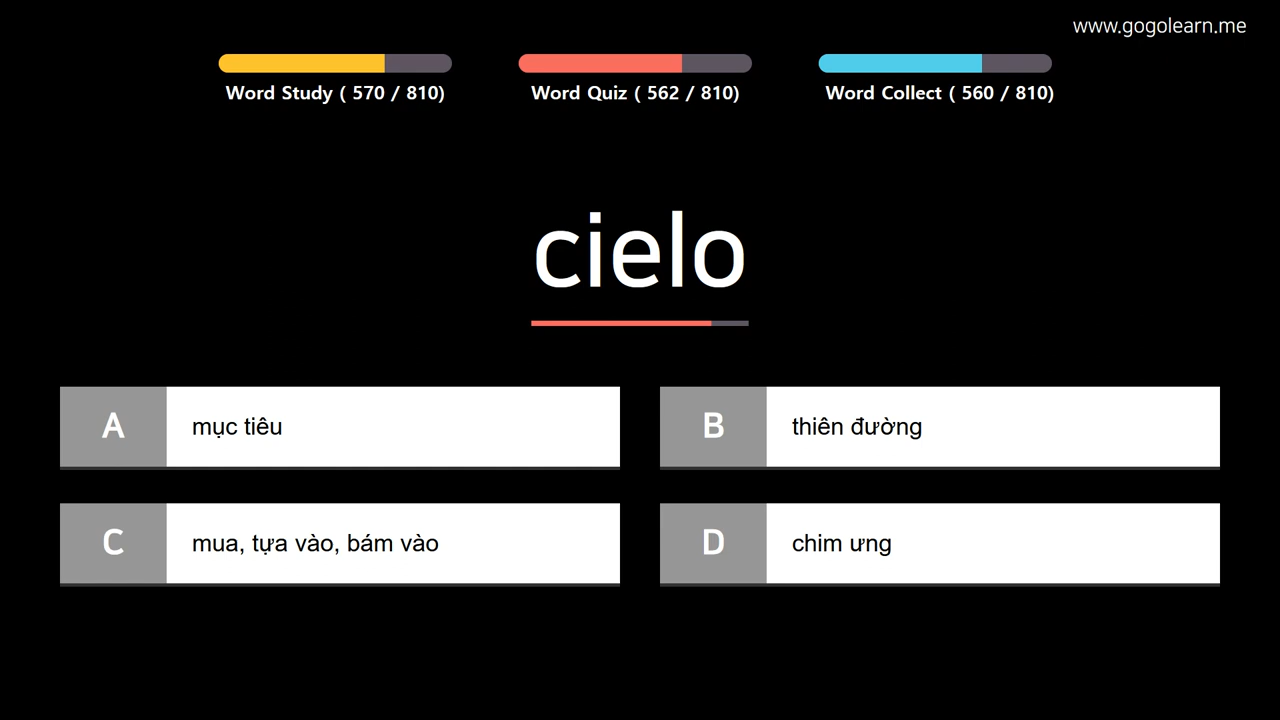 www.gogolearn.me
Word Study ( 570 / 810)
Word Quiz ( 562 / 810)
Word Collect ( 560 / 810)
cielo
A mục tiêu
B thiên đường
C mua, tựa vào, bám vào
D chim ưng